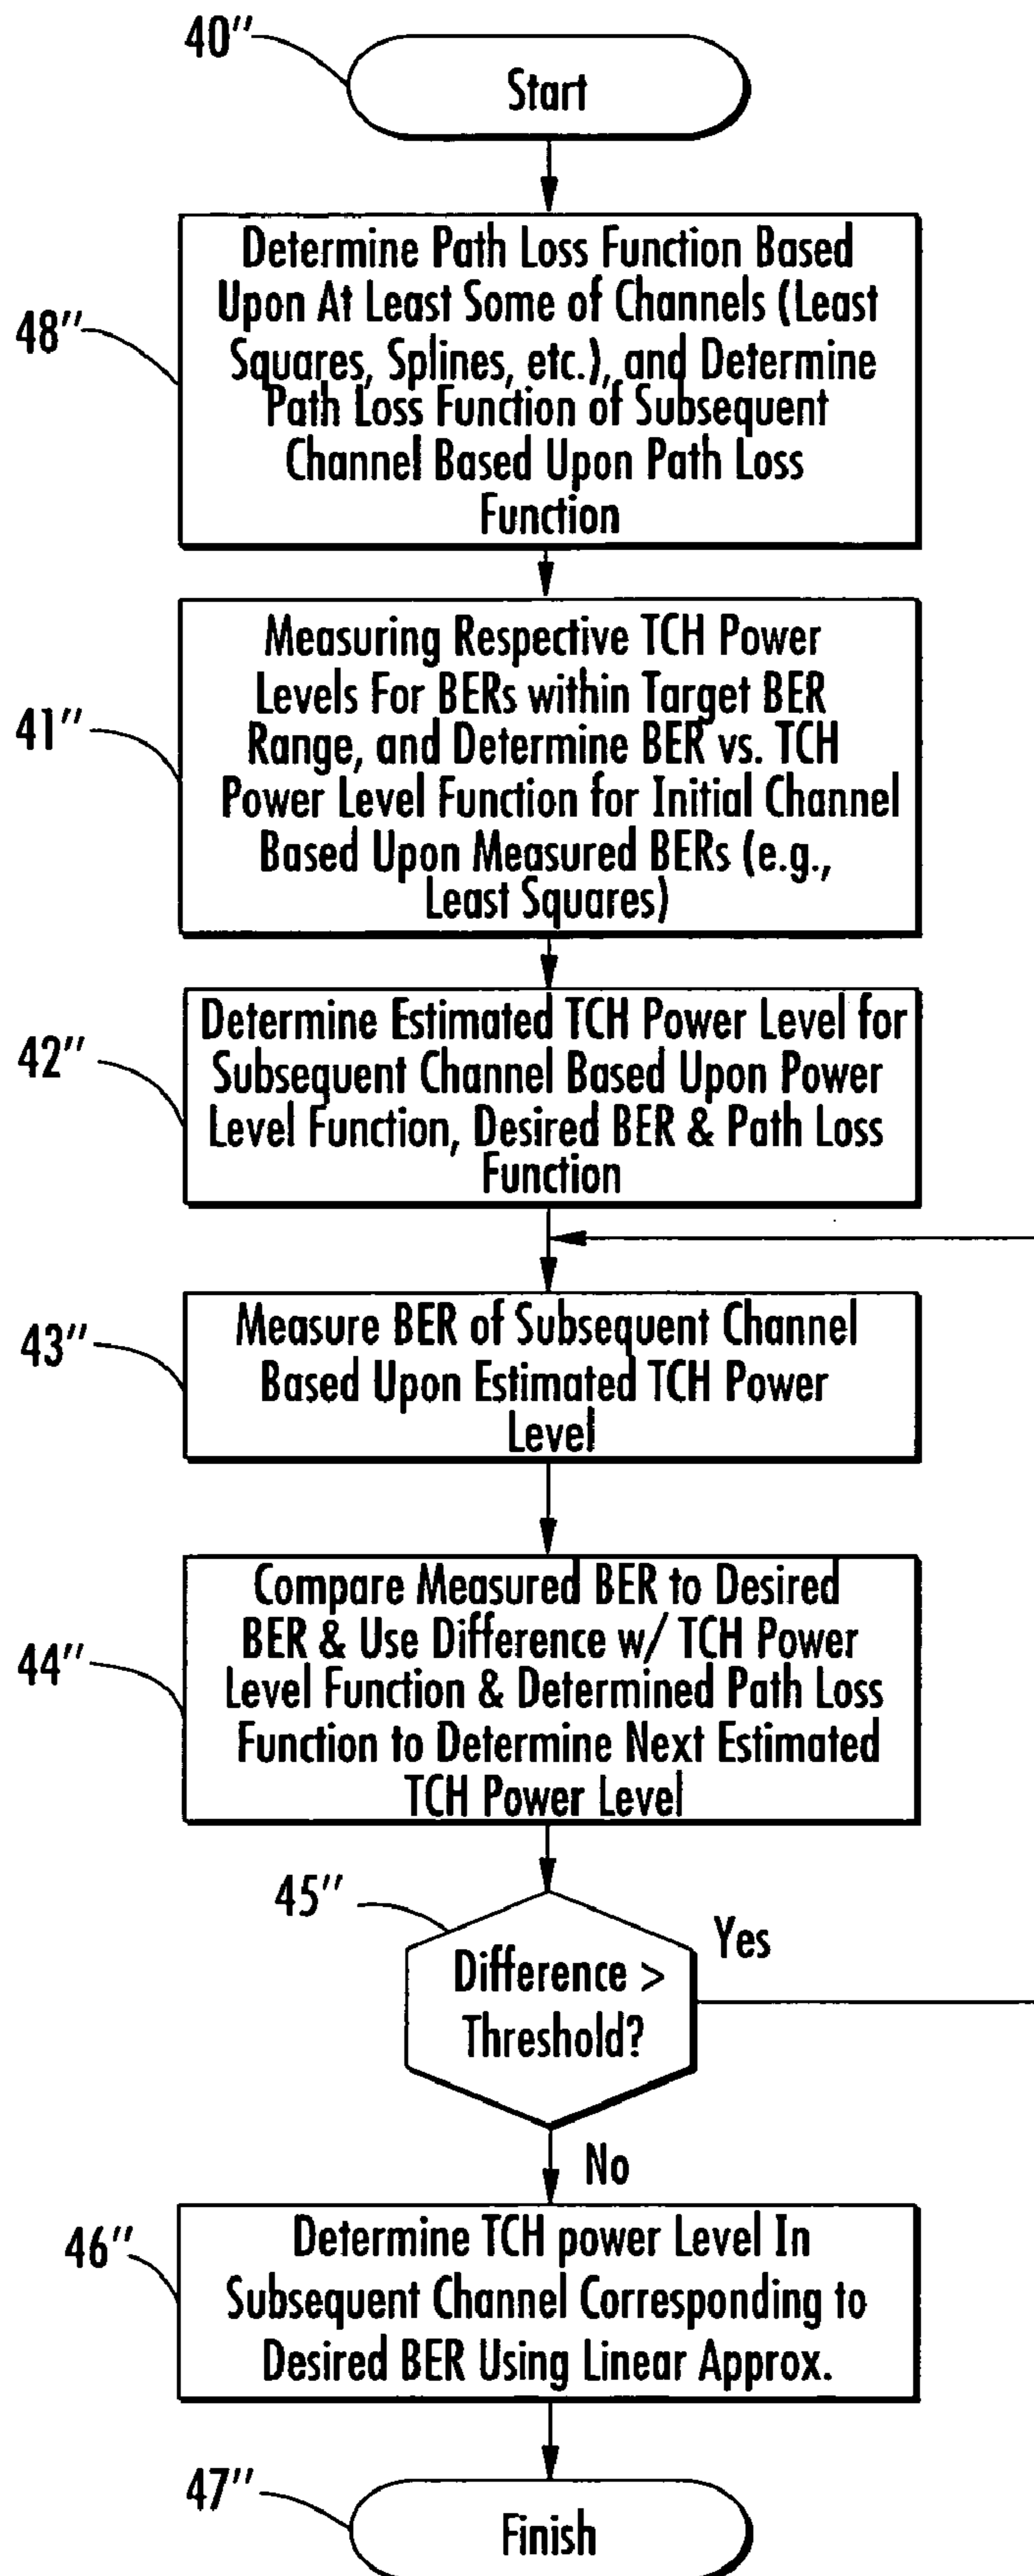 40″
Start
48″
Determine Path Loss Function Based
Upon At Least Some of Channels (Least
Squares, Splines, etc.), and Determine
Path Loss Function of Subsequent
Channel Based Upon Path Loss
Function
41″
Measuring Respective TCH Power
Levels For BERs within Target BER
Range, and Determine BER vs. TCH
Power Level Function for Initial Channel
Based Upon Measured BERs (e.g.,
Least Squares)
42″
Determine Estimated TCH Power Level for
Subsequent Channel Based Upon Power
Level Function, Desired BER & Path Loss
Function
43″
Measure BER of Subsequent Channel
Based Upon Estimated TCH Power
Level
44″
Compare Measured BER to Desired
BER & Use Difference w/ TCH Power
Level Function & Determined Path Loss
Function to Determine Next Estimated
TCH Power Level
45″
Difference >
Threshold?
Yes
No
46″
Determine TCH power Level In
Subsequent Channel Corresponding to
Desired BER Using Linear Approx.
47″
Finish